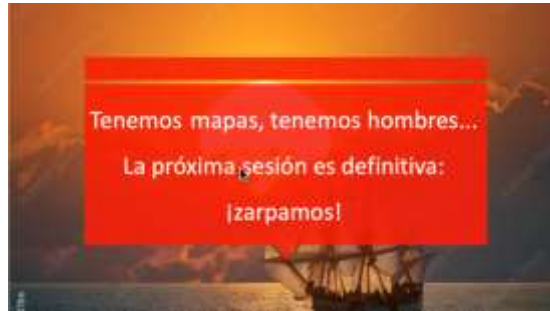 Tenemos mapas, tenemos hombres...
La próxima sesión es definitiva:
¡zarpamos!